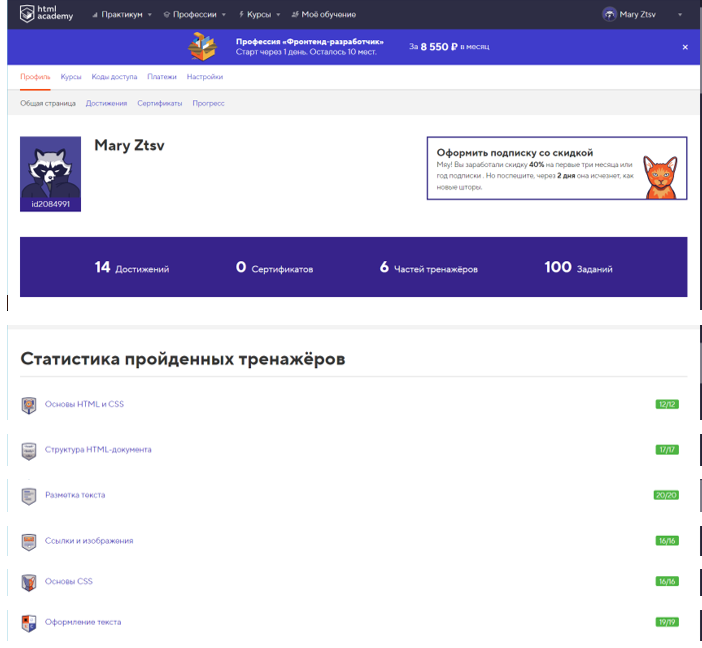 html
academy
Практикум
Профессии
Курсы
Моё обучение
Mary Ztsv
Профессия «Фронтенд-разработчик»
Старт через 1 день. Осталось 10 мест.
За 8 550 ₽ в месяц
Профиль
Курсы
Коды доступа
Платежи
Настройки
Общая страница
Достижения
Сертификаты
Прогресс
Mary Ztsv
id2084991
Оформить подписку со скидкой
Мяу! Вы заработали скидку 40% на первые три месяца или
год подписки . Но поспешите, через 2 дня она исчезнет, как
новые шторы.
14 Достижений
0 Сертификатов
6 Частей тренажёров
100 Заданий
Статистика пройденных тренажёров
Основы HTML и CSS
12/12
Структура HTML-документа
17/17
Разметка текста
20/20
Ссылки и изображения
16/16
Основы CSS
16/16
Оформление текста
19/19